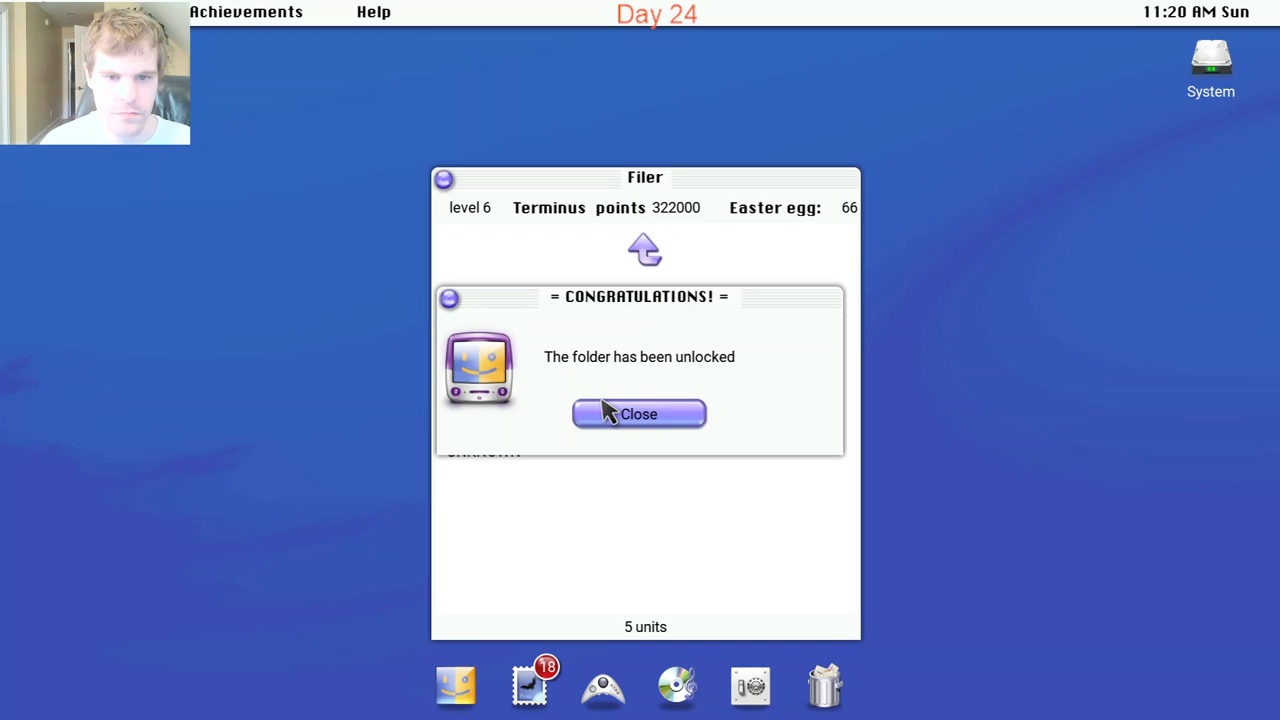 Achievements Help Day 24 11:20 AM Sun
System
Filer
level 6 Terminus points 322000 Easter egg: 66
= CONGRATULATIONS! =
The folder has been unlocked
Close
5 units
18